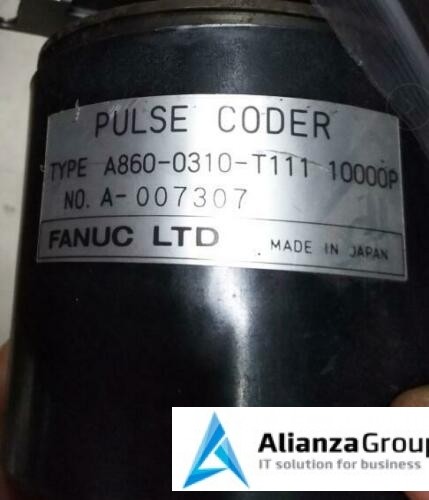 PULSE CODER
TYPE A860-0310-T111 10000P
NO. A-007307
FANUC LTD MADE IN JAPAN
AlianzaGroup
IT solution for business